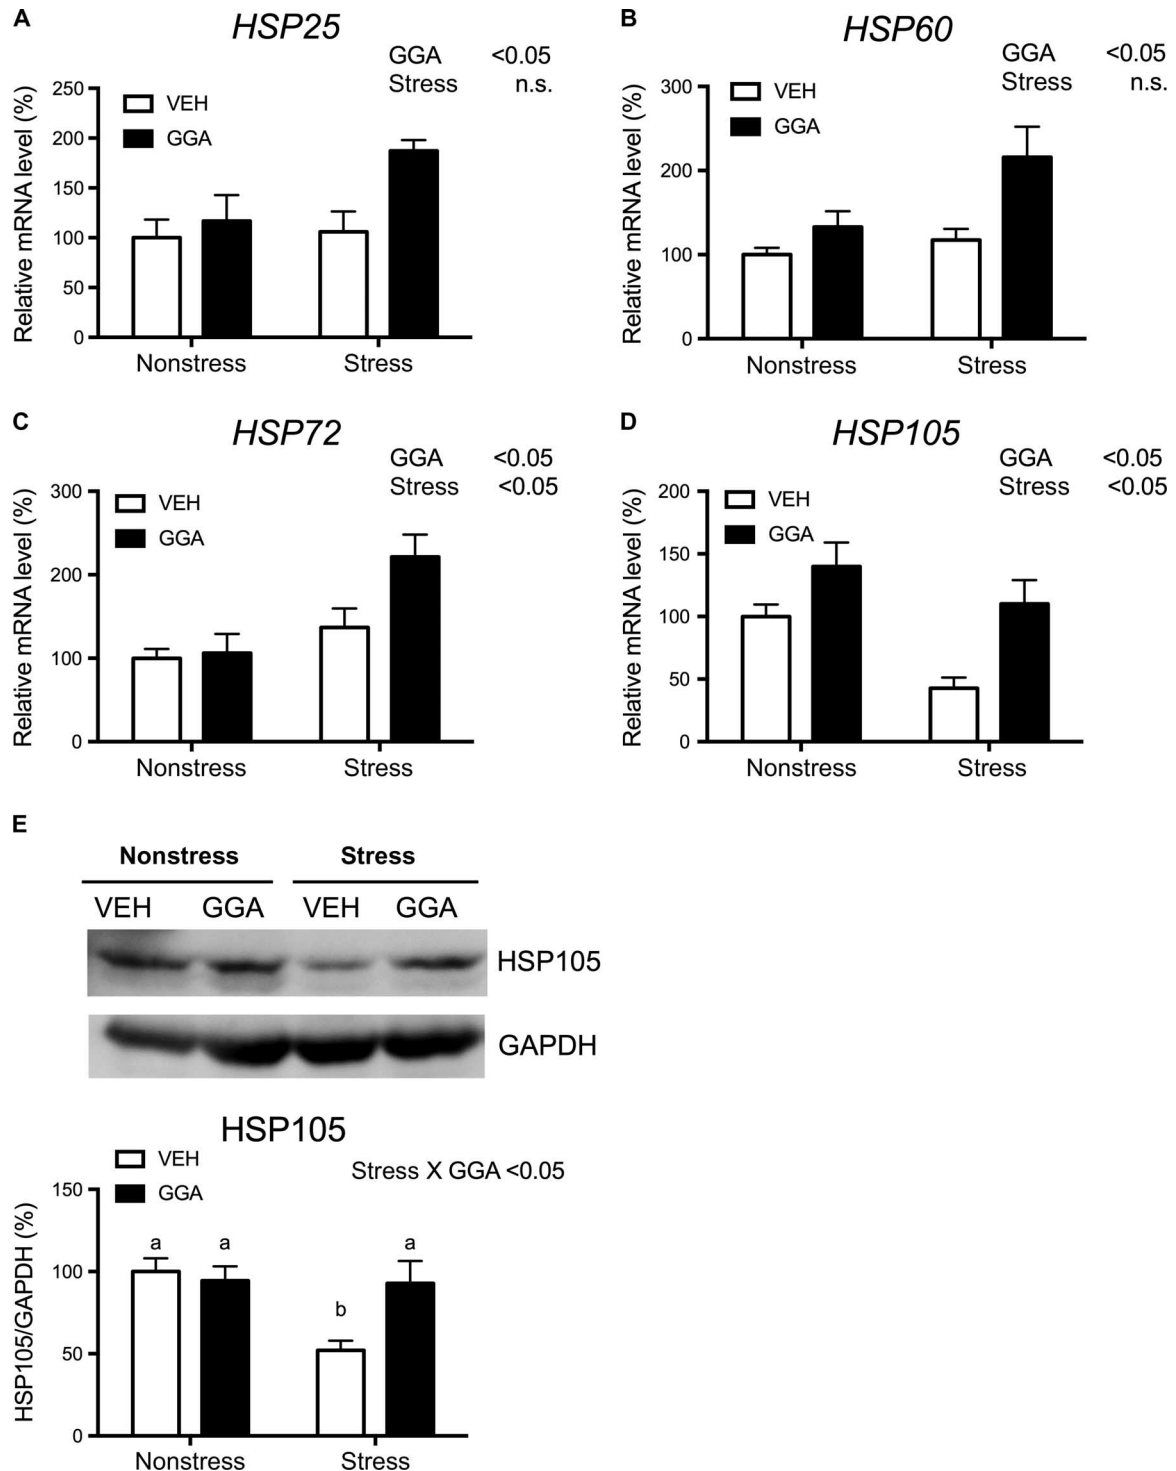 A
HSP25
GGA <0.05
Stress n.s.
Relative mRNA level (%)
250
200
150
100
50
0
VEH
GGA
Nonstress Stress
B
HSP60
GGA <0.05
Stress n.s.
Relative mRNA level (%)
300
200
100
0
VEH
GGA
Nonstress Stress
C
HSP72
GGA <0.05
Stress <0.05
Relative mRNA level (%)
300
200
100
0
VEH
GGA
Nonstress Stress
D
HSP105
GGA <0.05
Stress <0.05
Relative mRNA level (%)
200
150
100
50
0
VEH
GGA
Nonstress Stress
E
Nonstress Stress
VEH GGA VEH GGA
HSP105
GAPDH
HSP105
VEH
GGA
Stress X GGA <0.05
HSP105/GAPDH (%)
150
100
50
0
a a b a
Nonstress Stress